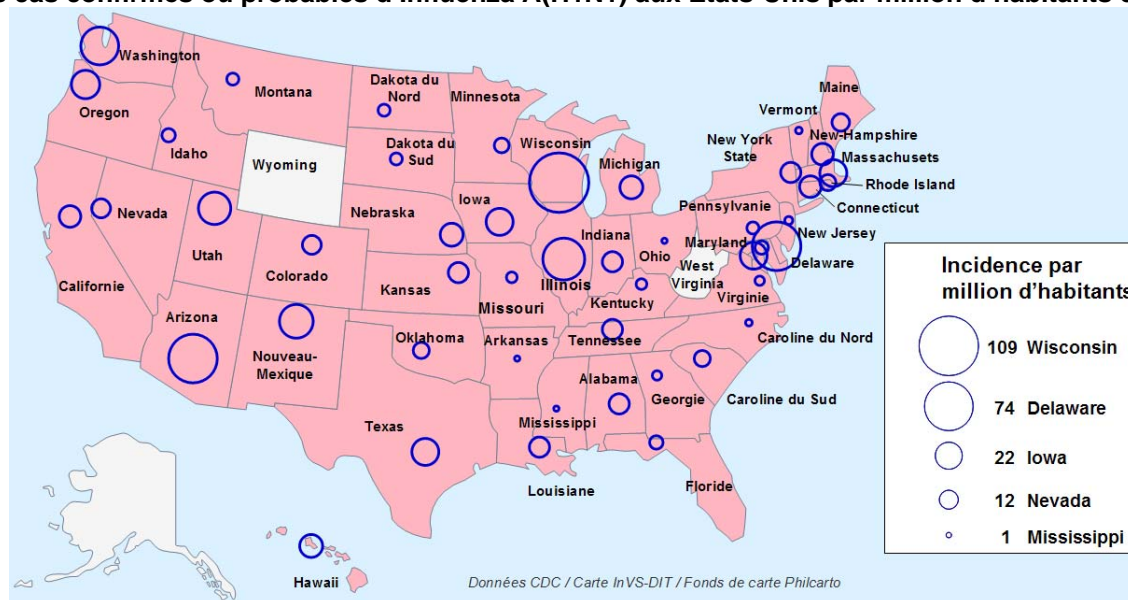 cas confirmés ou probables d'Influenza A(H1N1) aux Etats-Unis par million d'habitants
Washington
Montana
Dakota du
Nord
Minnesota
Maine
Vermont
Oregon
Idaho
Wyoming
Dakota du
Sud
Wisconsin
Michigan
New York
State
New-Hampshire
Massachusets
Rhode Island
Connecticut
Nevada
Utah
Nebraska
Iowa
Pennsylvanie
New Jersey
Californie
Colorado
Kansas
Missouri
Illinois
Indiana
Ohio
Maryland
West
Virginia
Delaware
Virginie
Kentucky
Arizona
Nouveau-
Mexique
Oklahoma
Arkansas
Tennessee
Caroline du Nord
Alabama
Georgie
Caroline du Sud
Texas
Mississippi
Louisiane
Floride
Hawaii
Incidence par
million d'habitants
109 Wisconsin
74 Delaware
22 Iowa
12 Nevada
1 Mississippi
Données CDC / Carte InVS-DIT / Fonds de carte Philcarto